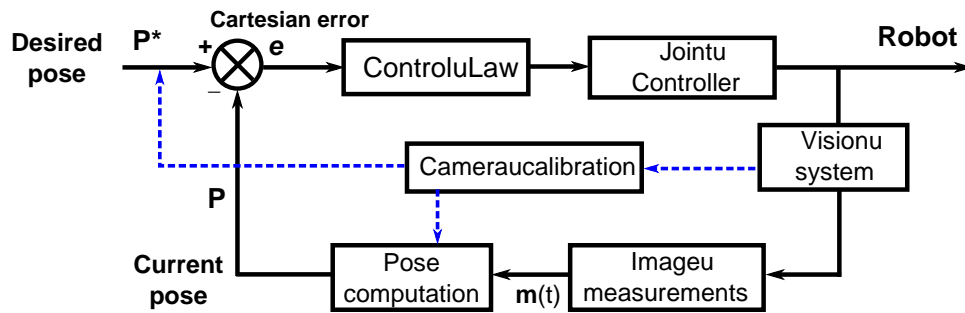 Cartesian error
Desired
pose
P*
+
e
−
ControluLaw
Jointu
Controller
Robot
Visionu
system
Cameraucalibration
P
Current
pose
Pose
computation
m(t)
Imageu
measurements